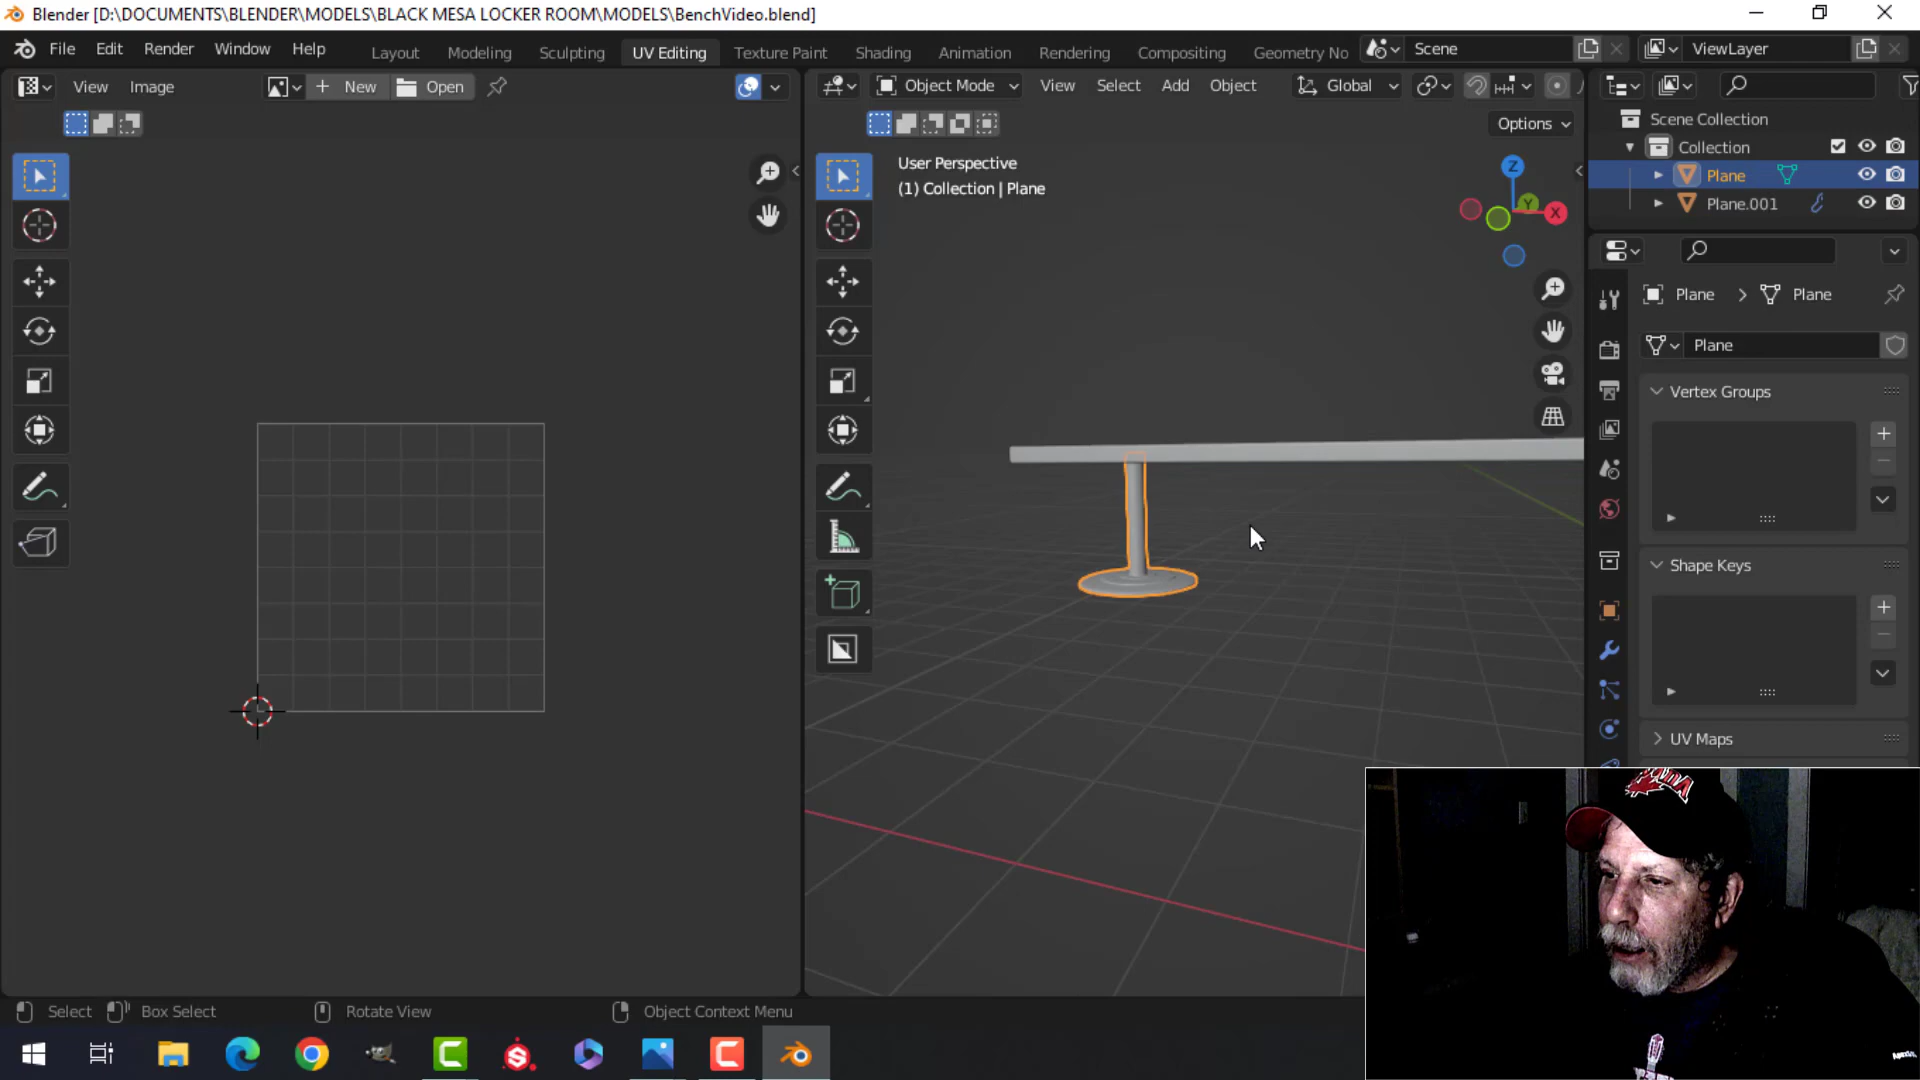 Blender [D:\DOCUMENTS\BLENDER\MODELS\BLACK MESA LOCKER ROOM\MODELS\BenchVideo.blend]
File Edit Render Window Help Layout Modeling Sculpting UV Editing Texture Paint Shading Animation Rendering Compositing Geometry No Scene ViewLayer
View Image New Open Object Mode View Select Add Object Global
Options
Scene Collection
Collection
Plane
Plane.001
User Perspective
(1) Collection | Plane
Z
Y
X
Plane > Plane
Plane
Vertex Groups
Shape Keys
UV Maps
Select Box Select Rotate View Object Context Menu